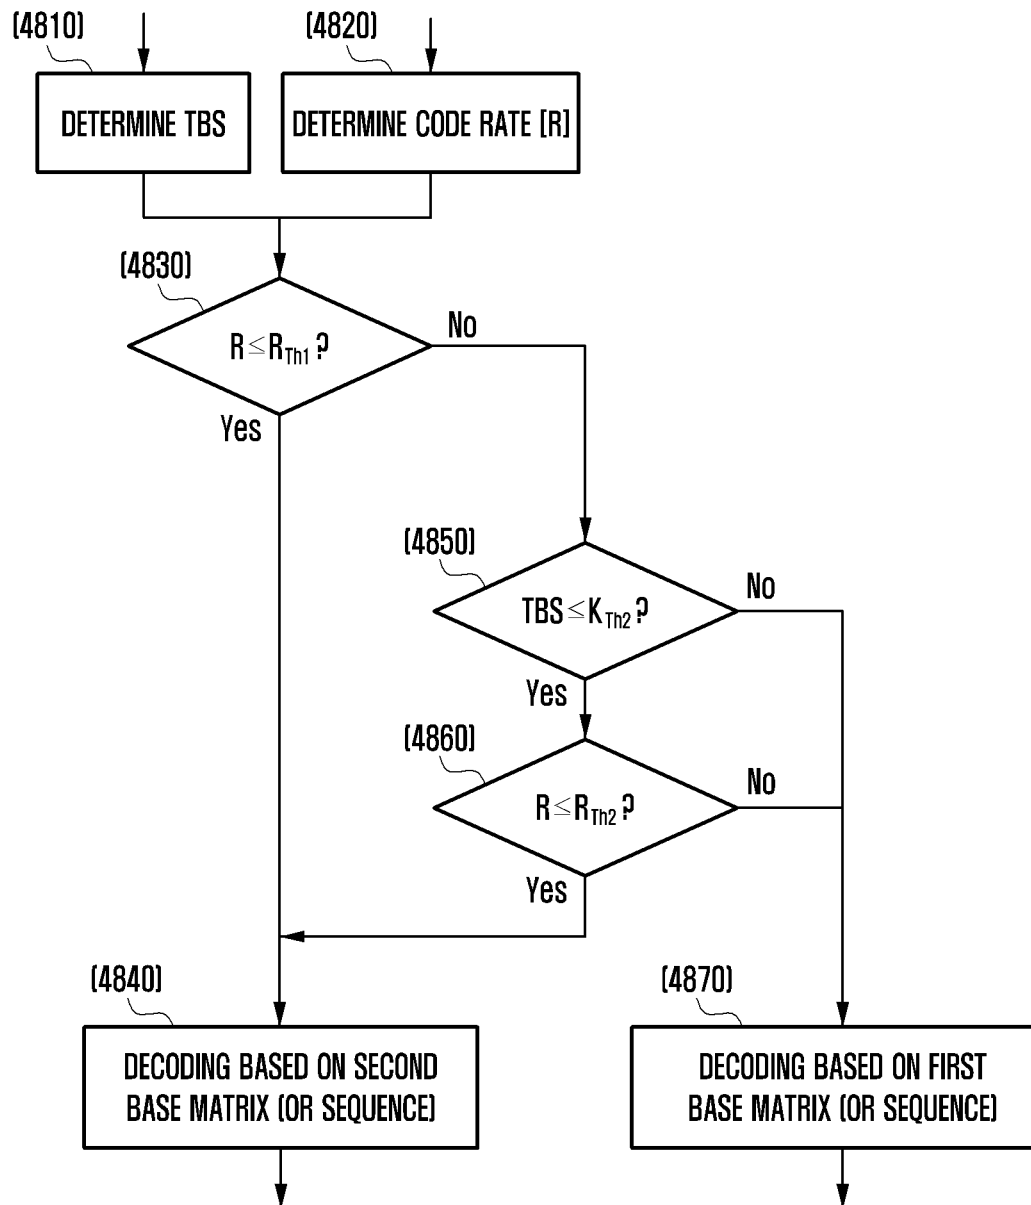 (4810)
(4820)
DETERMINE TBS
DETERMINE CODE RATE [R]
(4830)
R≤R_Th1?
No
Yes
(4850)
TBS≤K_Th2?
No
Yes
(4860)
R≤R_Th2?
No
Yes
(4840)
(4870)
DECODING BASED ON SECOND
BASE MATRIX (OR SEQUENCE)
DECODING BASED ON FIRST
BASE MATRIX (OR SEQUENCE)